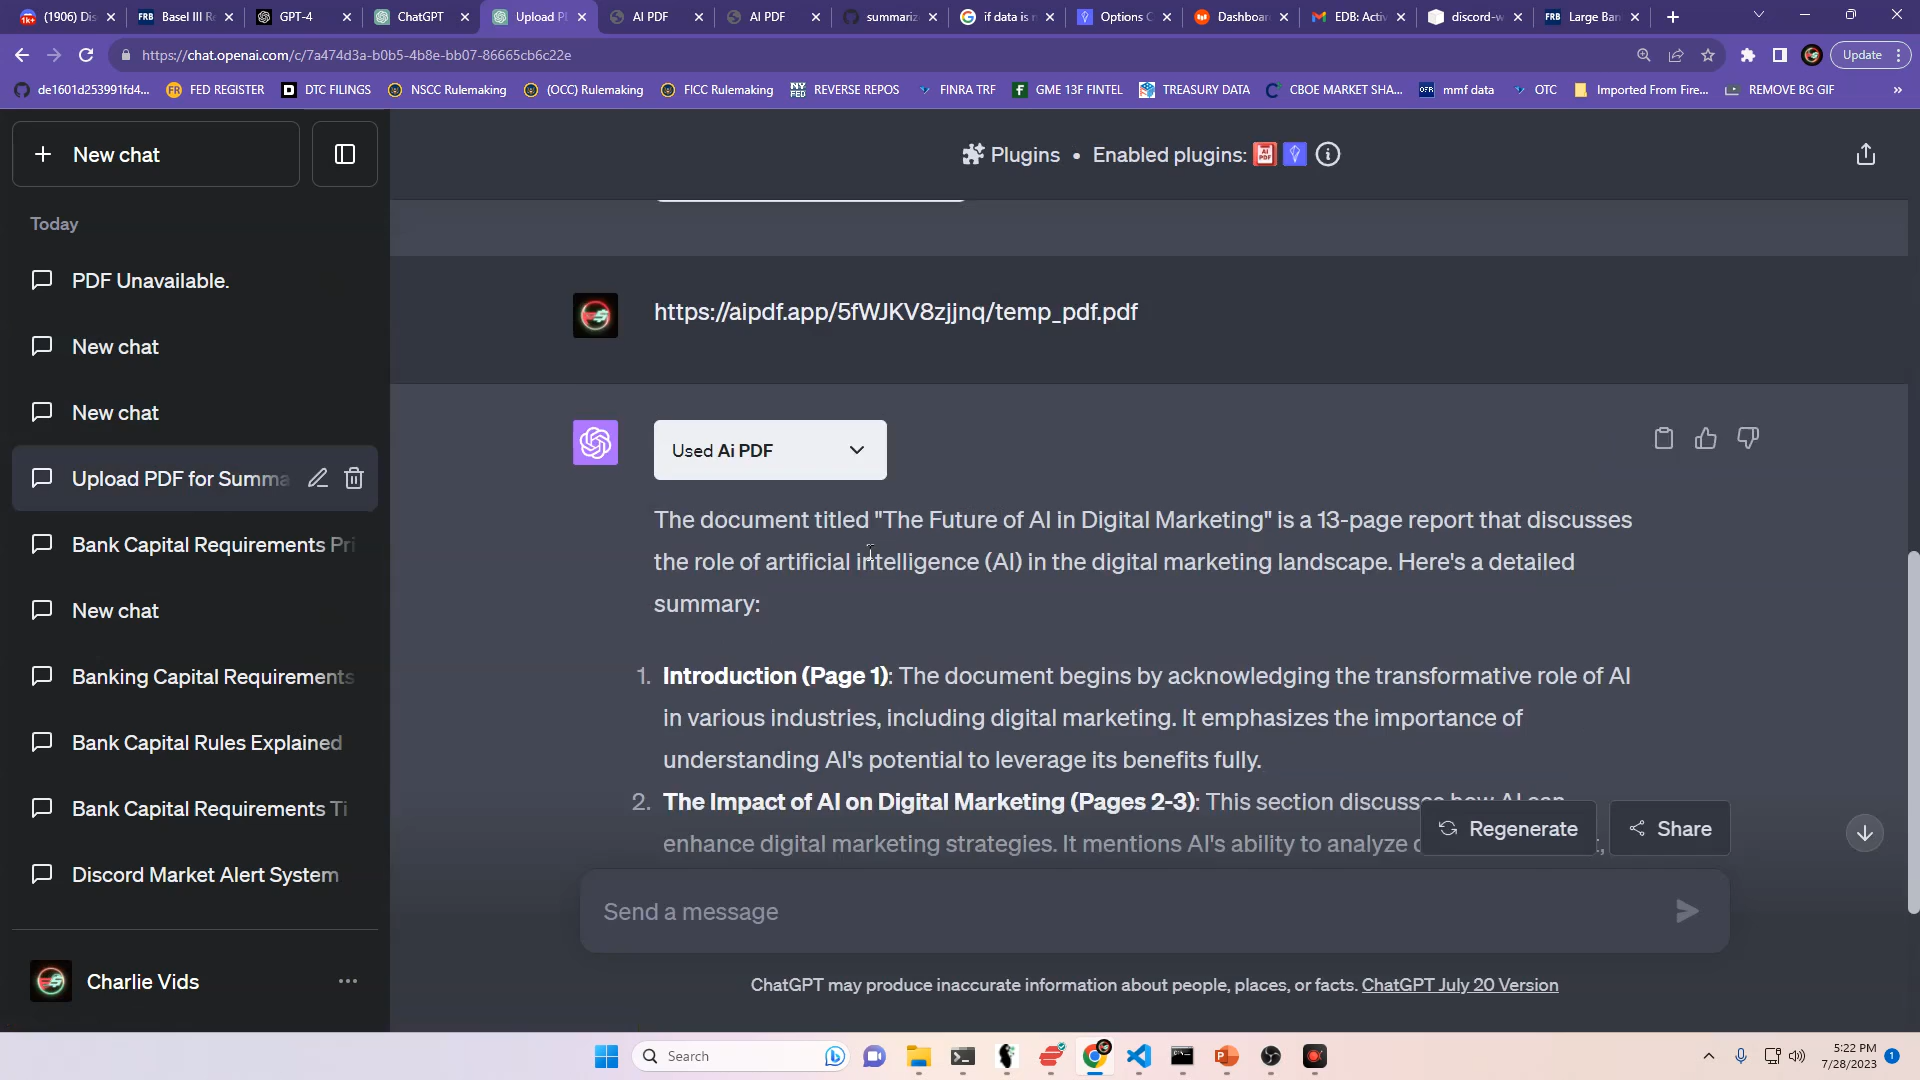 (1906) Dis
Basel III R
GPT-4
ChatGPT
Upload P
AI PDF
AI PDF
summariz
if data is n
Options C
Dashboar
EDB: Activ
discord-w
Large Ban
https://chat.openai.com/c/7a474d3a-b0b5-4b8e-bb07-86665cb6c22e
Update
de1601d253991fd4...
FED REGISTER
DTC FILINGS
NSCC Rulemaking
(OCC) Rulemaking
FICC Rulemaking
REVERSE REPOS
FINRA TRF
GME 13F FINTEL
TREASURY DATA
CBOE MARKET SHA...
mmf data
OTC
Imported From Fire...
REMOVE BG GIF
New chat
Plugins • Enabled plugins:
Today
PDF Unavailable.
New chat
New chat
Upload PDF for Summa
Bank Capital Requirements Pri
New chat
Banking Capital Requirements
Bank Capital Rules Explained
Bank Capital Requirements Ti
Discord Market Alert System
Charlie Vids
https://aipdf.app/5fWJKV8zjjnq/temp_pdf.pdf
Used Ai PDF
The document titled "The Future of AI in Digital Marketing" is a 13-page report that discusses
the role of artificial intelligence (AI) in the digital marketing landscape. Here's a detailed
summary:
1. Introduction (Page 1): The document begins by acknowledging the transformative role of AI
in various industries, including digital marketing. It emphasizes the importance of
understanding AI's potential to leverage its benefits fully.
2. The Impact of AI on Digital Marketing (Pages 2-3): This section discusses how AI can
enhance digital marketing strategies. It mentions AI's ability to analyze
Regenerate
Share
Send a message
ChatGPT may produce inaccurate information about people, places, or facts. ChatGPT July 20 Version
Search
5:22 PM
7/28/2023
1